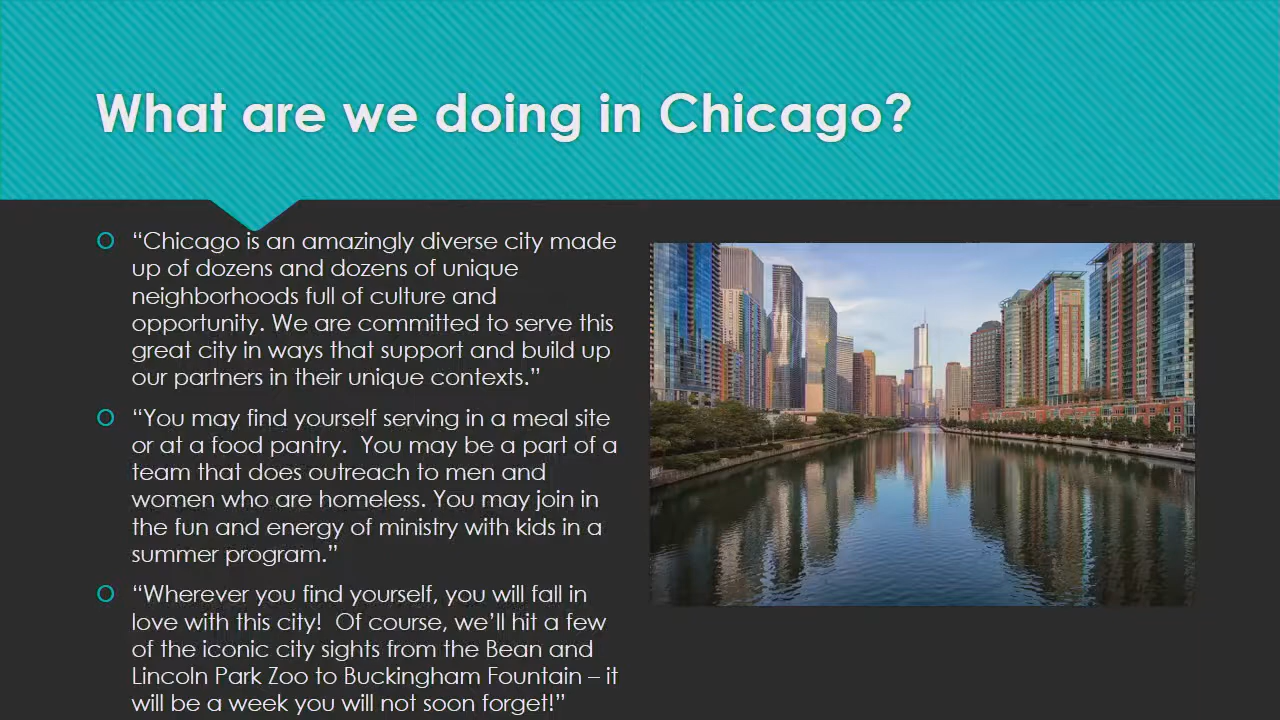 What are we doing in Chicago?
“Chicago is an amazingly diverse city made
up of dozens and dozens of unique
neighborhoods full of culture and
opportunity. We are committed to serve this
great city in ways that support and build up
our partners in their unique contexts.”
“You may find yourself serving in a meal site
or at a food pantry.  You may be a part of a
team that does outreach to men and
women who are homeless. You may join in
the fun and energy of ministry with kids in a
summer program.”
“Wherever you find yourself, you will fall in
love with this city!  Of course, we’ll hit a few
of the iconic city sights from the Bean and
Lincoln Park Zoo to Buckingham Fountain – it
will be a week you will not soon forget!”